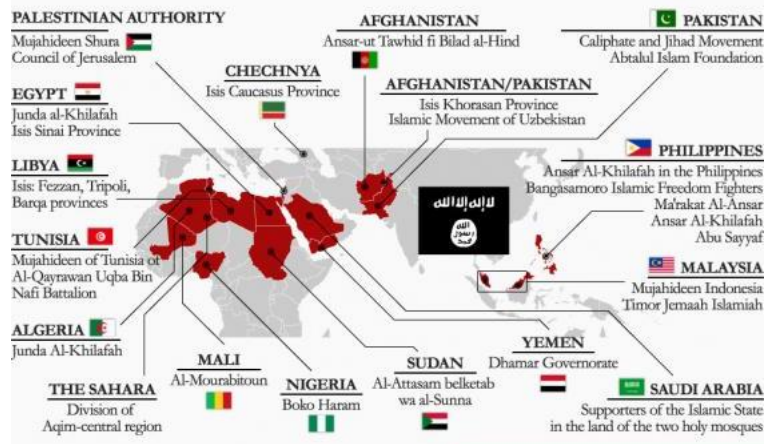 PALESTINIAN AUTHORITY
Mujahideen Shura
Council of Jerusalem
EGYPT
Junda al-Khilafah
Isis Sinai Province
LIBYA
Isis: Fezzan, Tripoli,
Barqa provinces
TUNISIA
Mujahideen of Tunisia of
Al-Qayrawan Uqba Bin
Nafi Battalion
ALGERIA
Junda Al-Khilafah
THE SAHARA
Division of
Aqim-central region
CHECHNYA
Isis Caucasus Province
MALI
Al-Mourabitoun
NIGERIA
Boko Haram
SUDAN
Al-Attasam belketab
wa al-Sunna
YEMEN
Dhamar Governorate
AFGHANISTAN
Ansar-ut Tawhid fi Bilad al-Hind
AFGHANISTAN/PAKISTAN
Isis Khorasan Province
Islamic Movement of Uzbekistan
لا إله إلا الله
الله
رسول
محمد
PAKISTAN
Caliphate and Jihad Movement
Abtalul Islam Foundation
PHILIPPINES
Ansar Al-Khilafah in the Philippines
Bangasamoro Islamic Freedom Fighters
Ma'rakat Al-Ansar
Ansar Al-Khilafah
Abu Sayyaf
MALAYSIA
Mujahideen Indonesia
Timor Jemaah Islamiah
SAUDI ARABIA
Supporters of the Islamic State
in the land of the two holy mosques